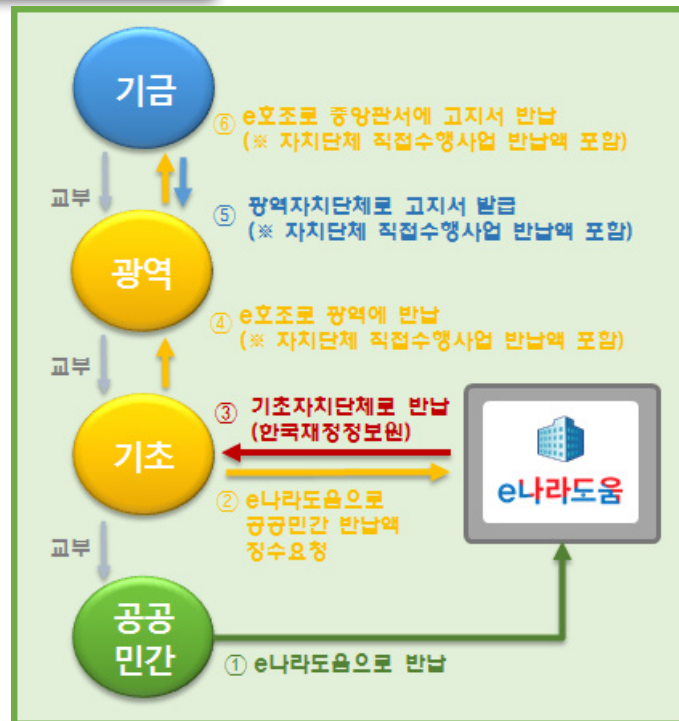 기금
⑥ e호조로 중앙관서에 고지서 반납
(※ 자치단체 직접수행사업 반납액 포함)
교부
⑤ 광역자치단체로 고지서 발급
(※ 자치단체 직접수행사업 반납액 포함)
광역
④ e호조로 광역에 반납
(※ 자치단체 직접수행사업 반납액 포함)
교부
③ 기초자치단체로 반납
(한국재정정보원)
기초
e나라도움
② e나라도움으로
공공민간 반납액
징수요청
교부
공공
민간
① e나라도움으로 반납